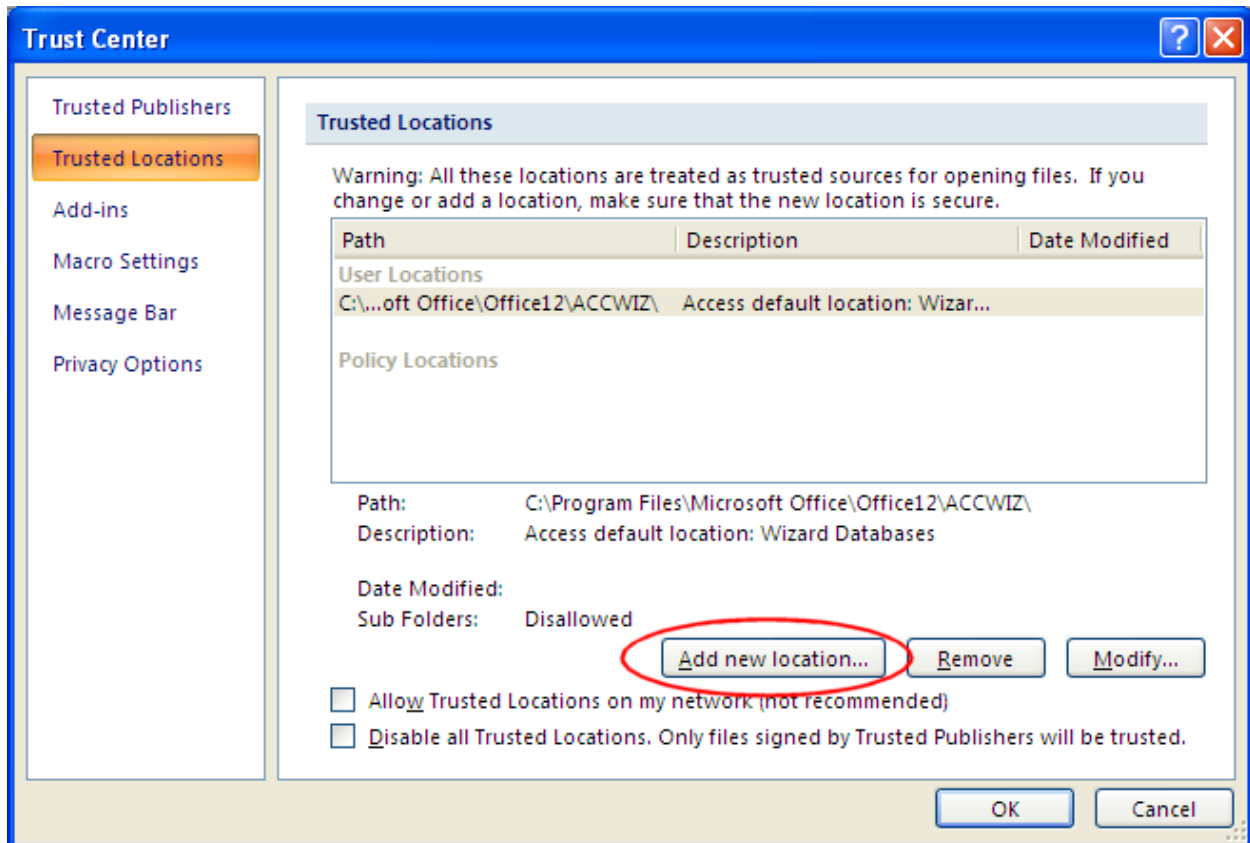 Trust Center
Trusted Publishers
Trusted Locations
Add-ins
Macro Settings
Message Bar
Privacy Options
Trusted Locations
Warning: All these locations are treated as trusted sources for opening files. If you
change or add a location, make sure that the new location is secure.
Path Description Date Modified
User Locations
C:\...oft Office\Office12\ACCWIZ\ Access default location: Wizar...
Policy Locations
Path: C:\Program Files\Microsoft Office\Office12\ACCWIZ\
Description: Access default location: Wizard Databases
Date Modified:
Sub Folders: Disallowed
Add new location... Remove Modify...
Allow Trusted Locations on my network (not recommended)
Disable all Trusted Locations. Only files signed by Trusted Publishers will be trusted.
OK Cancel